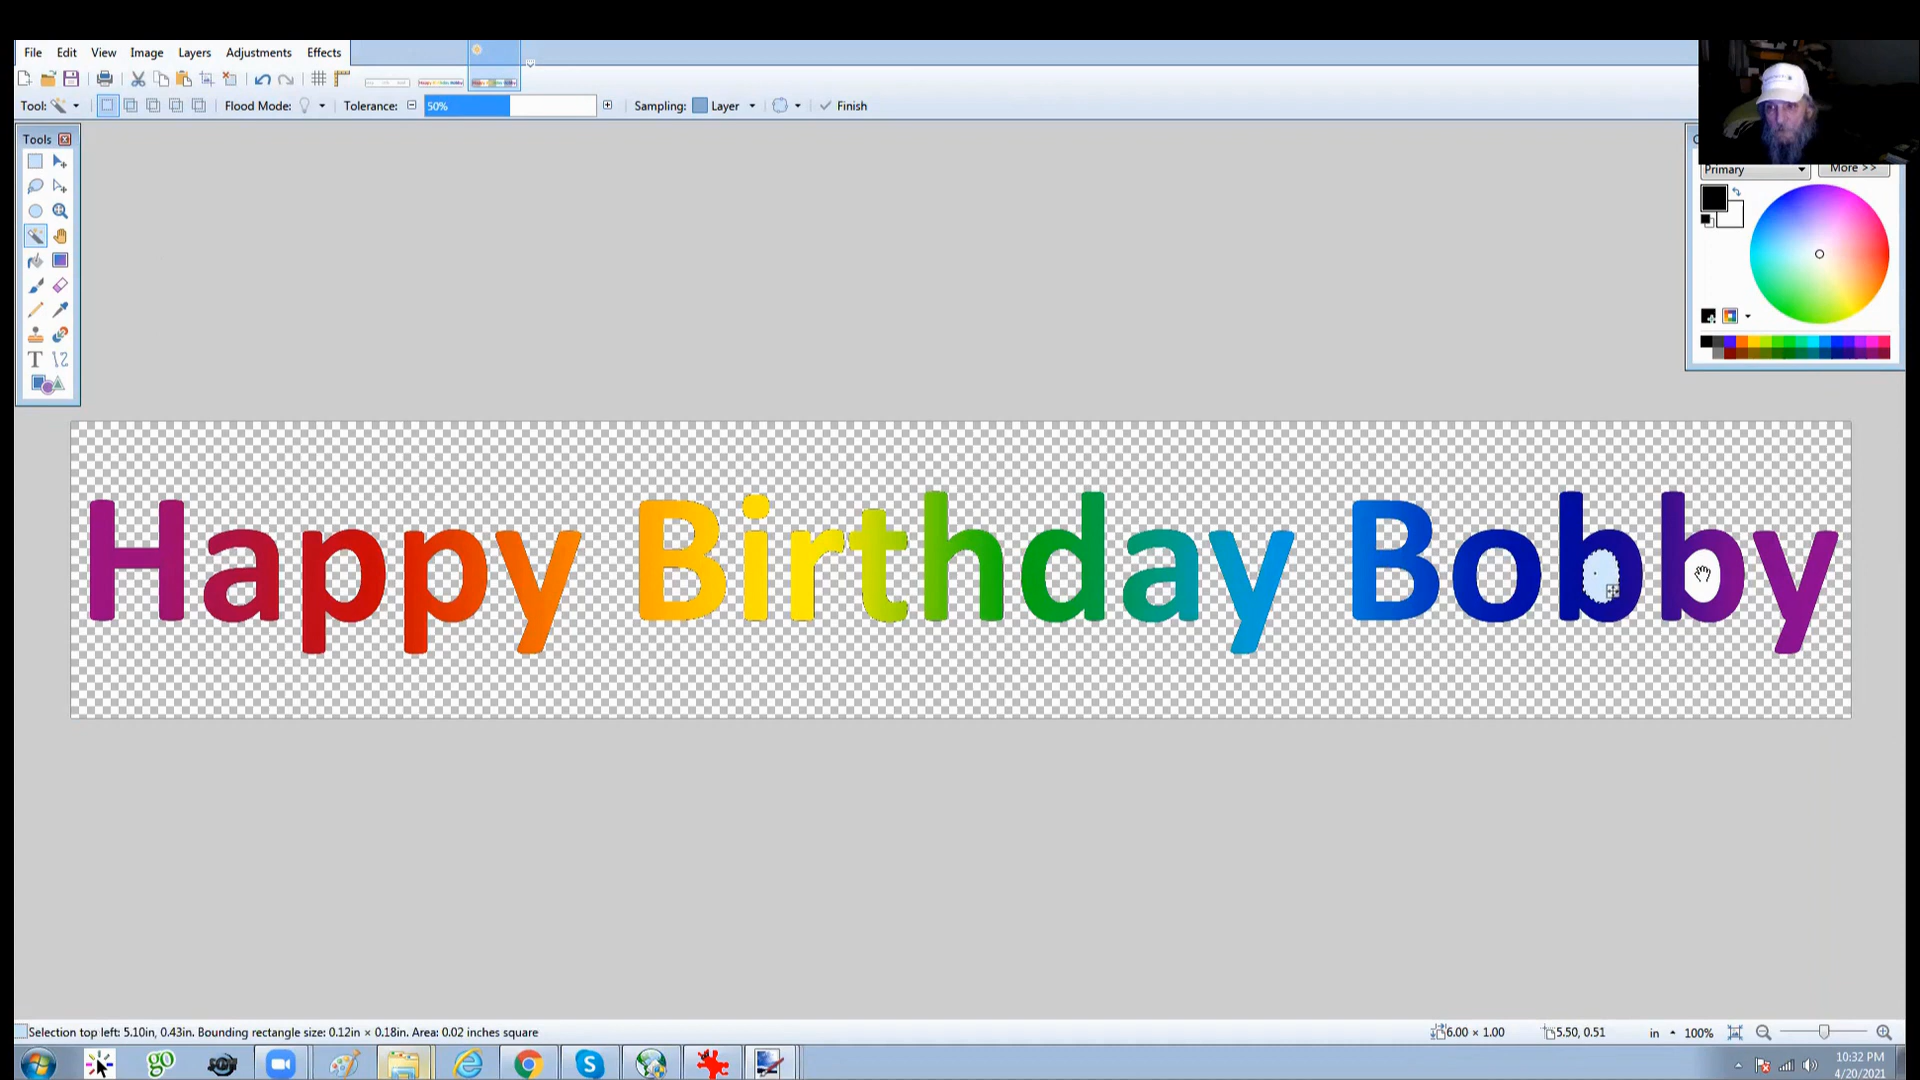 File Edit View Image Layers Adjustments Effects
Tool: Flood Mode: Tolerance: 50% Sampling: Layer Finish
Tools
Primary More >>
Happy Birthday Bobby
Selection top left: 5.10in, 0.43in. Bounding rectangle size: 0.12in × 0.18in. Area: 0.02 inches square 6.00 × 1.00 5.50, 0.51 in 100%
go
10:32 PM
4/20/2021